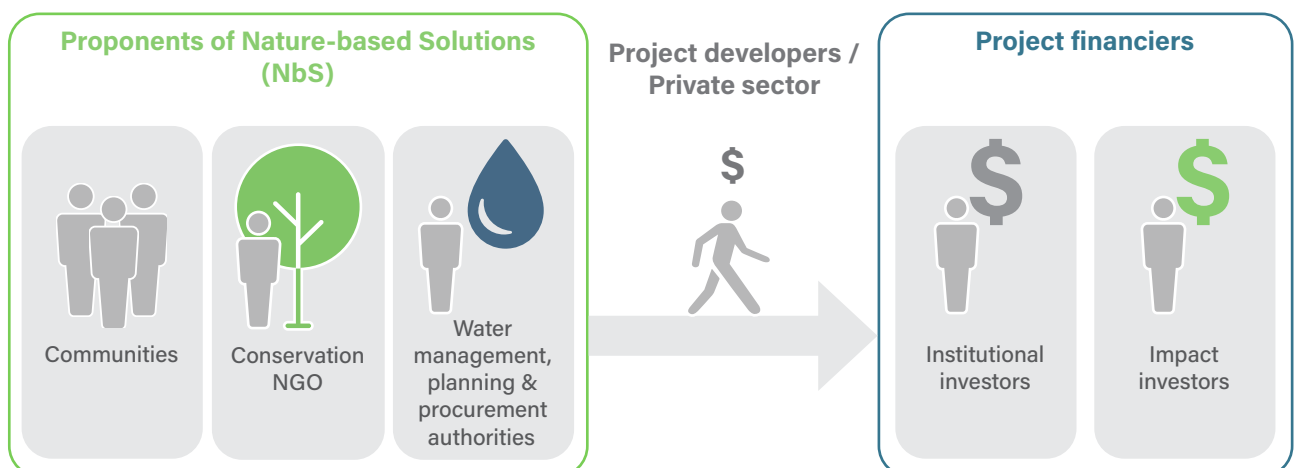 Proponents of Nature-based Solutions
(NbS)
Communities
Conservation
NGO
Water
management,
planning &
procurement
authorities
Project developers /
Private sector
$
Project financiers
$
Institutional
investors
$
Impact
investors